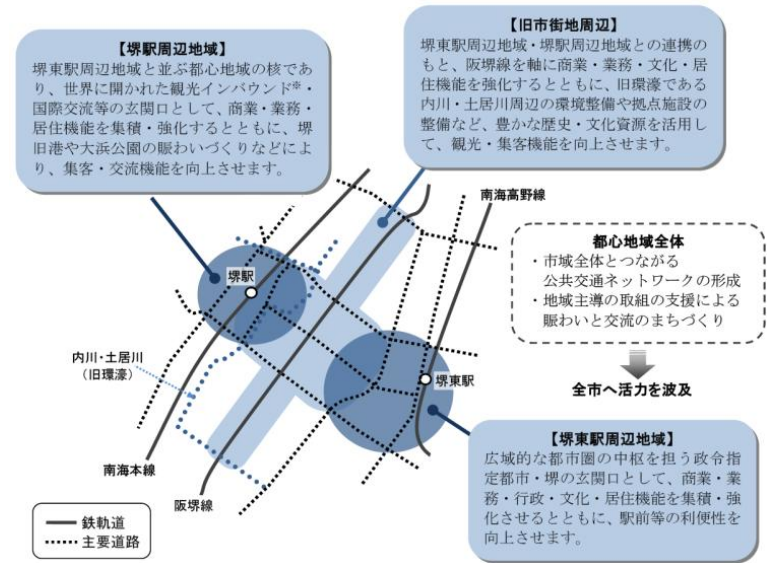 【堺駅周辺地域】
堺東駅周辺地域と並ぶ都心地域の核であ
り、世界に開かれた観光インバウンド※・
国際交流等の玄関口として、商業・業務・
居住機能を集積・強化するとともに、堺
旧港や大浜公園の賑わいづくりなどによ
り、集客・交流機能を向上させます。
【旧市街地周辺】
堺東駅周辺地域・堺駅周辺地域との連携の
もと、阪堺線を軸に商業・業務・文化・居
住機能を強化するとともに、旧環濠である
内川・土居川周辺の環境整備や拠点施設の
整備など、豊かな歴史・文化資源を活用し
て、観光・集客機能を向上させます。
南海高野線
都心地域全体
・市域全体とつながる
公共交通ネットワークの形成
・地域主導の取組の支援による
賑わいと交流のまちづくり
全市へ活力を波及
堺駅
堺東駅
内川・土居川
（旧環濠）
南海本線
阪堺線
【堺東駅周辺地域】
広域的な都市圏の中枢を担う政令指
定都市・堺の玄関口として、商業・業
務・行政・文化・居住機能を集積・強
化させるとともに、駅前等の利便性を
向上させます。
鉄軌道
主要道路